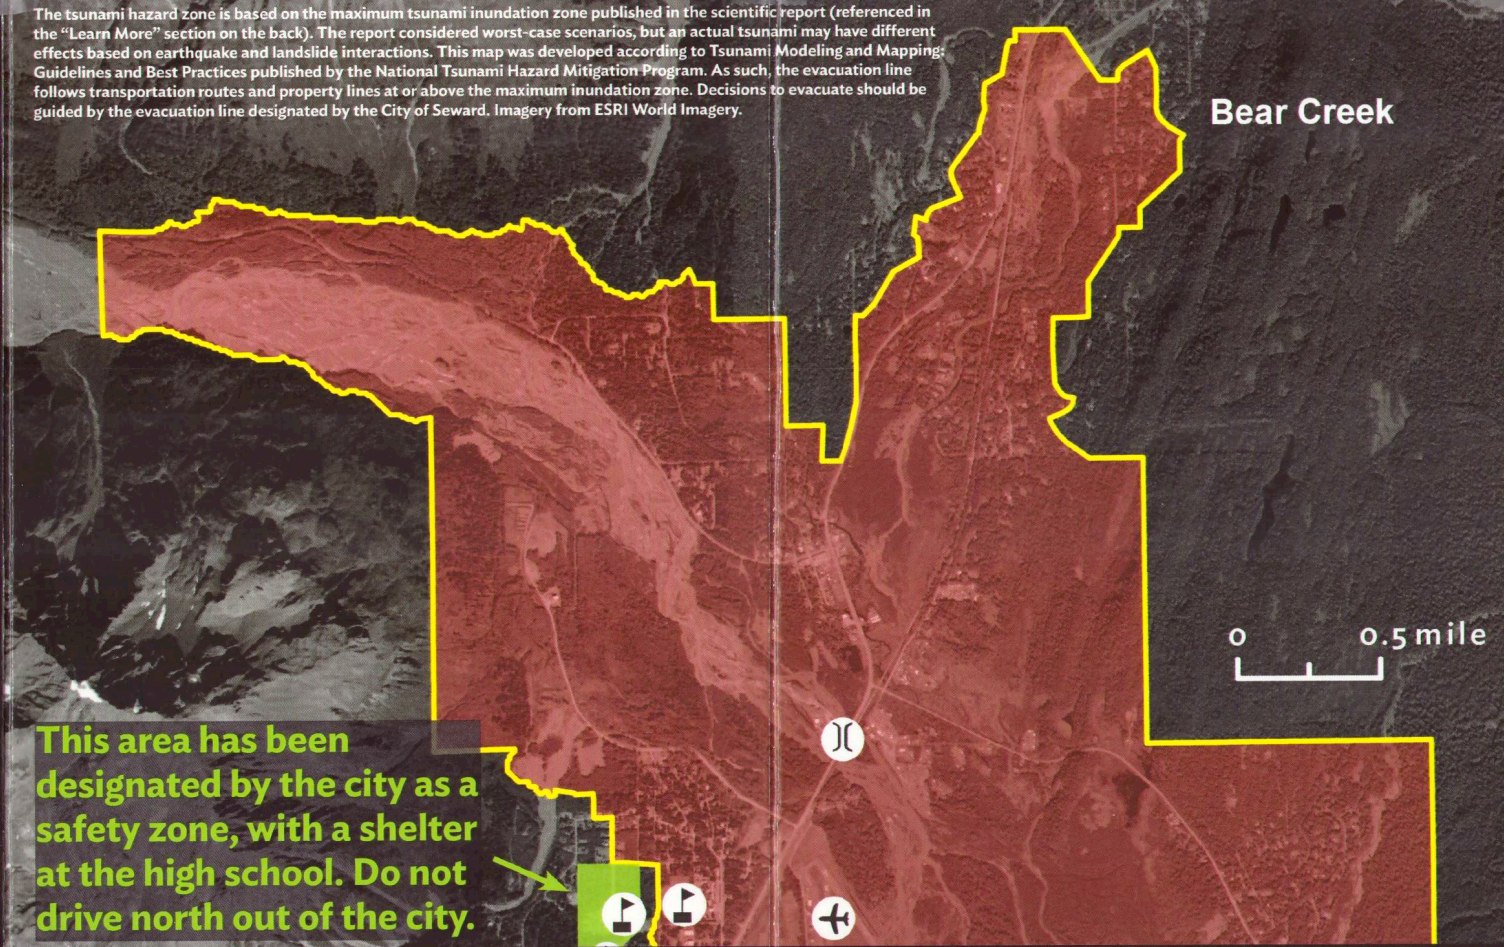 The tsunami hazard zone is based on the maximum tsunami inundation zone published in the scientific report (referenced in
the “Learn More” section on the back). The report considered worst-case scenarios, but an actual tsunami may have different
effects based on earthquake and landslide interactions. This map was developed according to Tsunami Modeling and Mapping:
Guidelines and Best Practices published by the National Tsunami Hazard Mitigation Program. As such, the evacuation line
follows transportation routes and property lines at or above the maximum inundation zone. Decisions to evacuate should be
guided by the evacuation line designated by the City of Seward. Imagery from ESRI World Imagery.
Bear Creek
0 0.5 mile
This area has been
designated by the city as a
safety zone, with a shelter
at the high school. Do not
drive north out of the city.